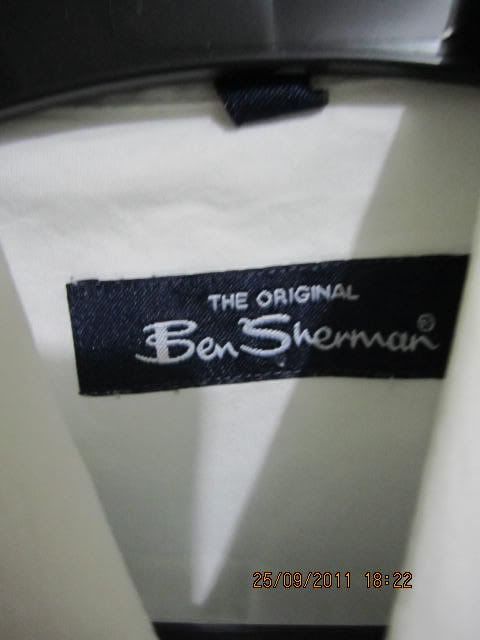 THE ORIGINAL
Ben Sherman®
25/09/2011 18:22